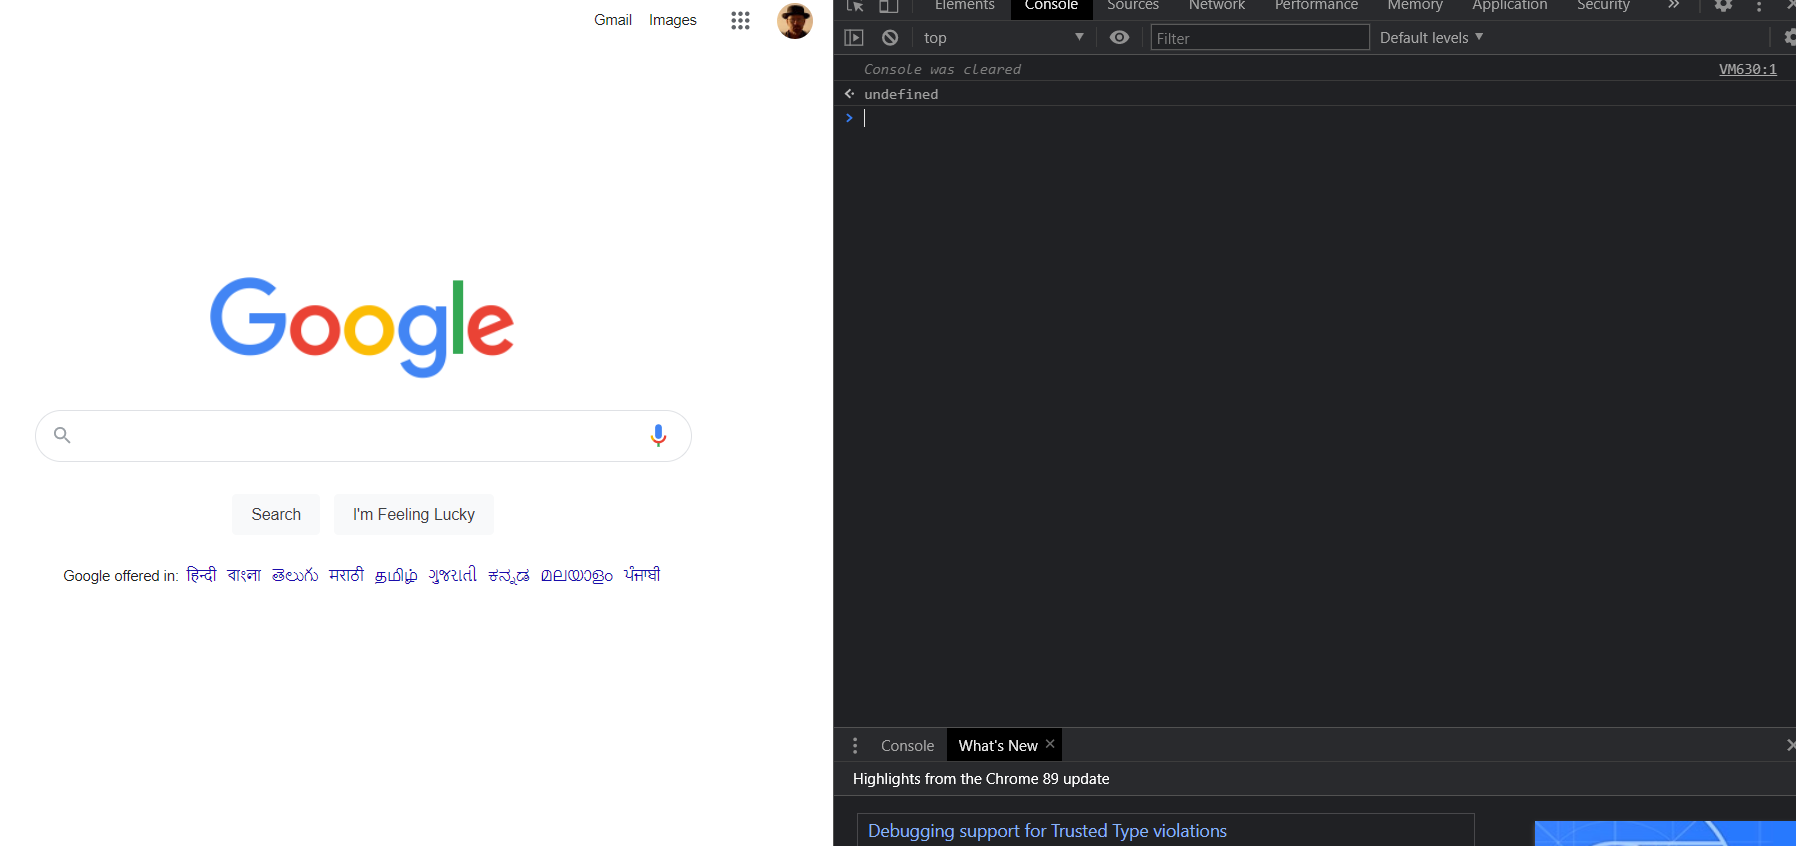 Gmail Images
Google
Search I'm Feeling Lucky
Google offered in: हिन्दी বাংলা తెలుగు मराठी தமிழ் ગુજરાતી ಕನ್ನಡ മലയാളം ਪੰਜਾਬੀ
Elements Console Sources Network Performance Memory Application Security
top Filter Default levels
Console was cleared VM630:1
undefined
Console What's New
Highlights from the Chrome 89 update
Debugging support for Trusted Type violations